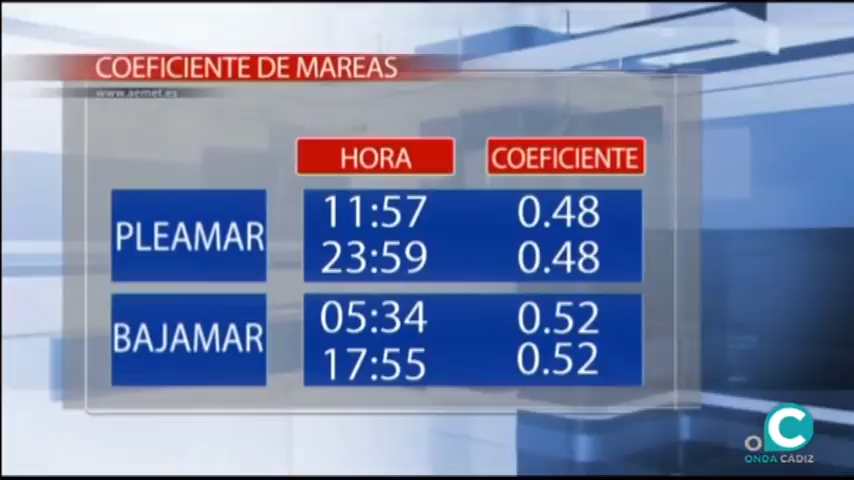 COEFICIENTE DE MAREAS
www.aemet.es
HORA COEFICIENTE
PLEAMAR
11:57 0.48
23:59 0.48
BAJAMAR
05:34 0.52
17:55 0.52
OC
ONDA CÁDIZ